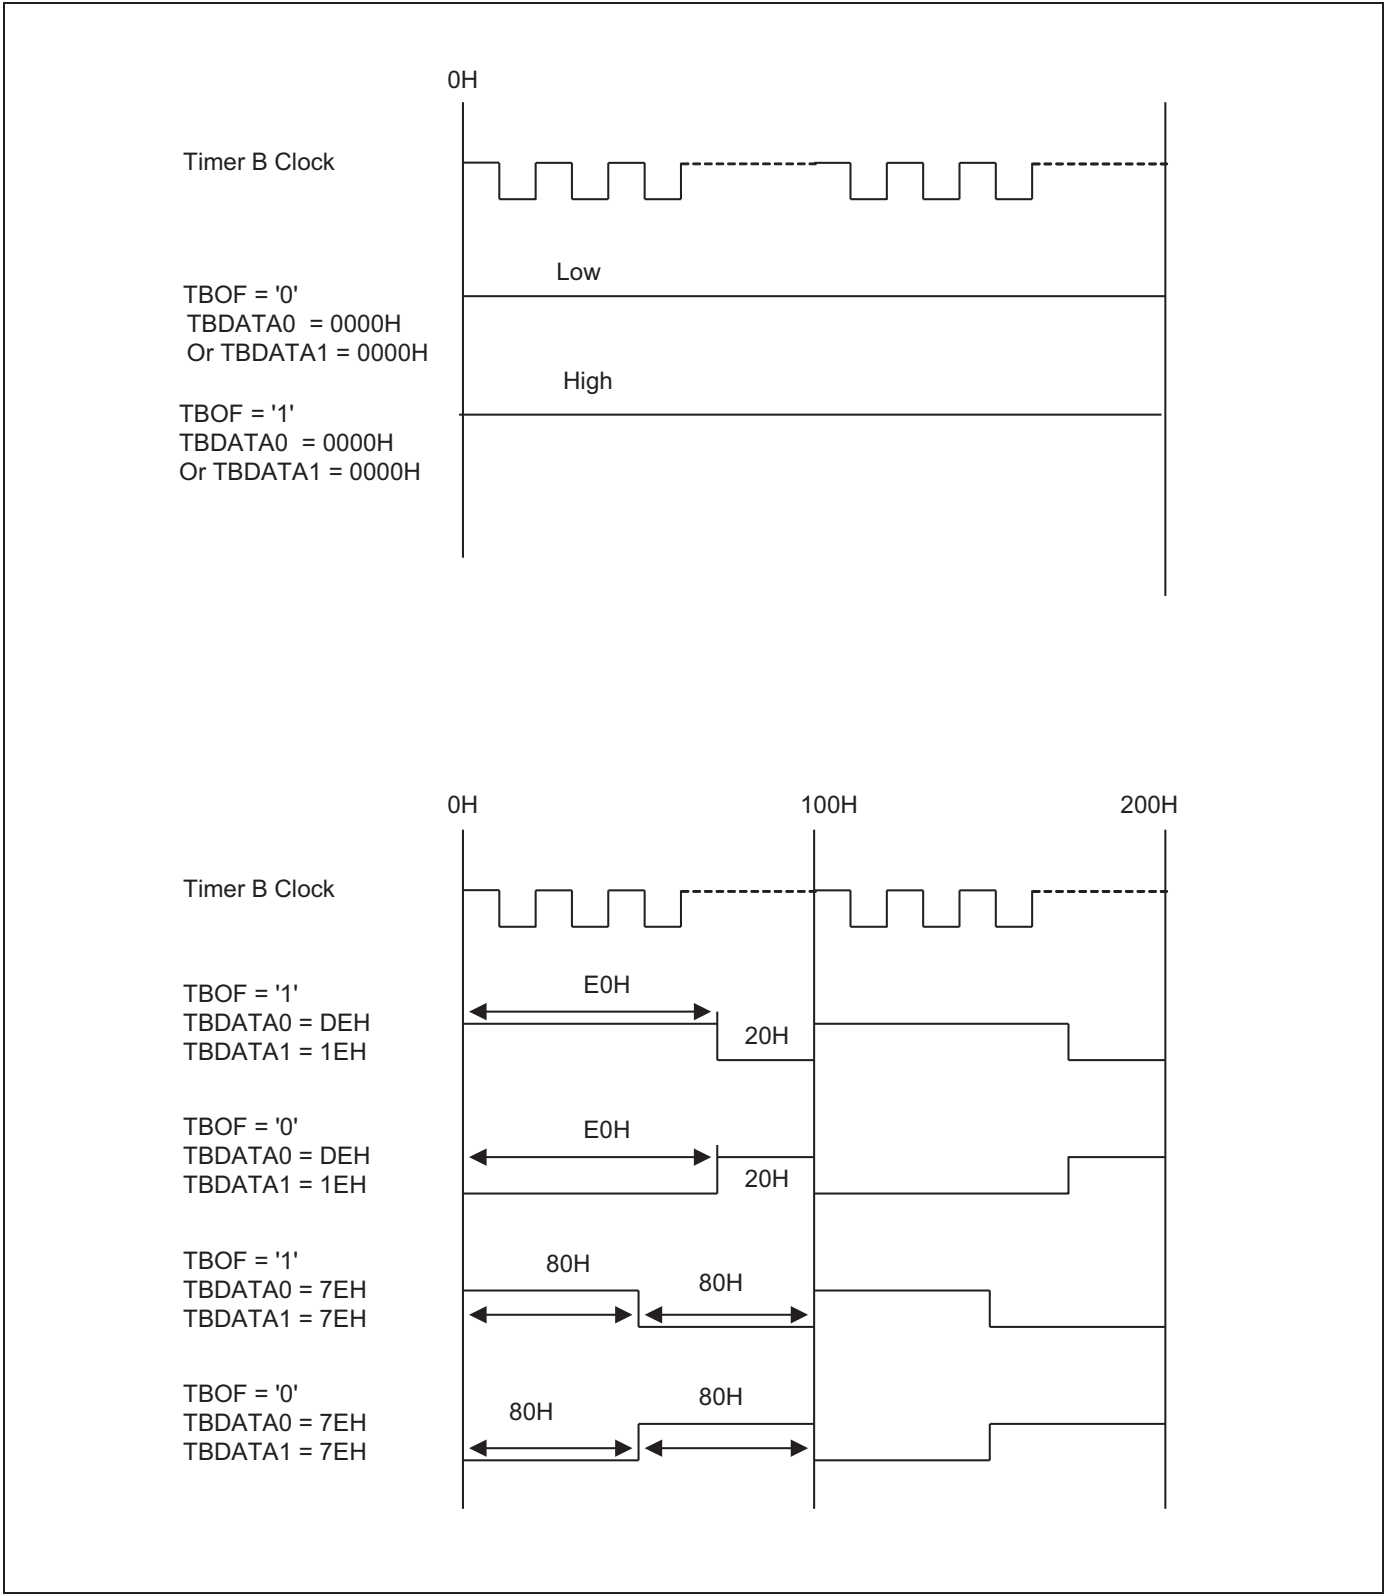 0H
Timer B Clock
Low
TBOF = '0'
TBDATA0 = 0000H
Or TBDATA1 = 0000H
High
TBOF = '1'
TBDATA0 = 0000H
Or TBDATA1 = 0000H
0H
100H
200H
Timer B Clock
E0H
TBOF = '1'
TBDATA0 = DEH
20H
TBDATA1 = 1EH
E0H
TBOF = '0'
TBDATA0 = DEH
20H
TBDATA1 = 1EH
80H
80H
TBOF = '1'
TBDATA0 = 7EH
TBDATA1 = 7EH
80H
80H
TBOF = '0'
TBDATA0 = 7EH
TBDATA1 = 7EH